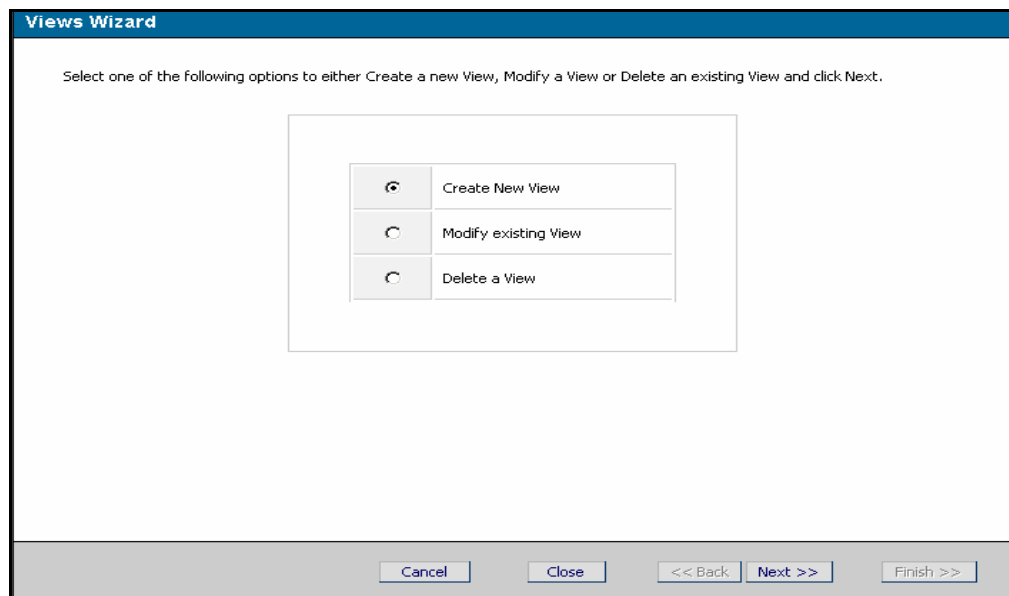 Views Wizard
Select one of the following options to either Create a new View, Modify a View or Delete an existing View and click Next.
Create New View
Modify existing View
Delete a View
Cancel Close << Back Next >> Finish >>